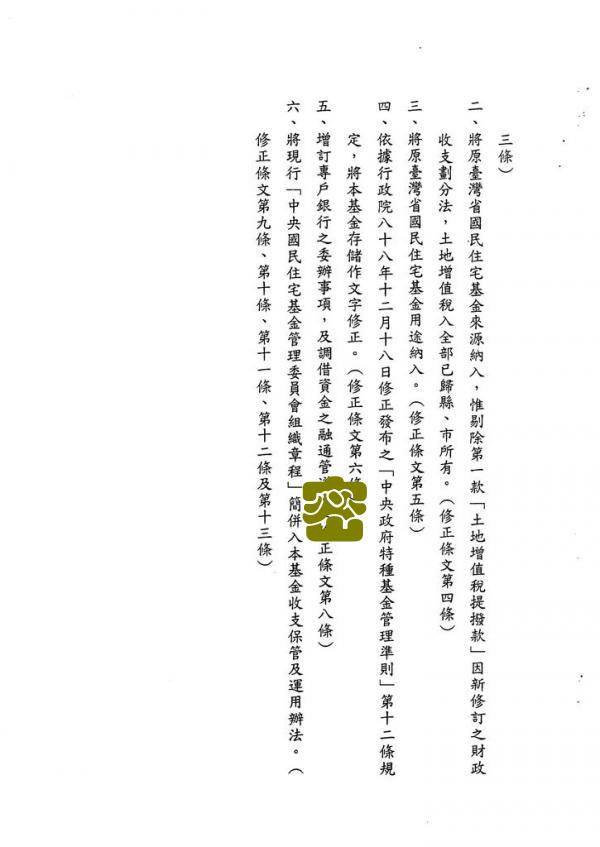 三條）
二、將原臺灣省國民住宅基金來源納入，惟剔除第一款「土地增值稅提撥款」因新修訂之財政
收支劃分法，土地增值稅入全部已歸縣、市所有。（修正條文第四條）
三、將原臺灣省國民住宅基金用途納入。（修正條文第五條）
四、依據行政院八十八年十二月十八日修正發布之「中央政府特種基金管理準則」第十二條規
定，將本基金存儲作文字修正。（修正條文第六條
五、增訂專戶銀行之委辦事項，及調借資金之融通管 正條文第八條）
六、將現行「中央國民住宅基金管理委員會組織章程」簡併入本基金收支保管及運用辦法。（
修正條文第九條、第十條、第十一條、第十二條及第十三條）